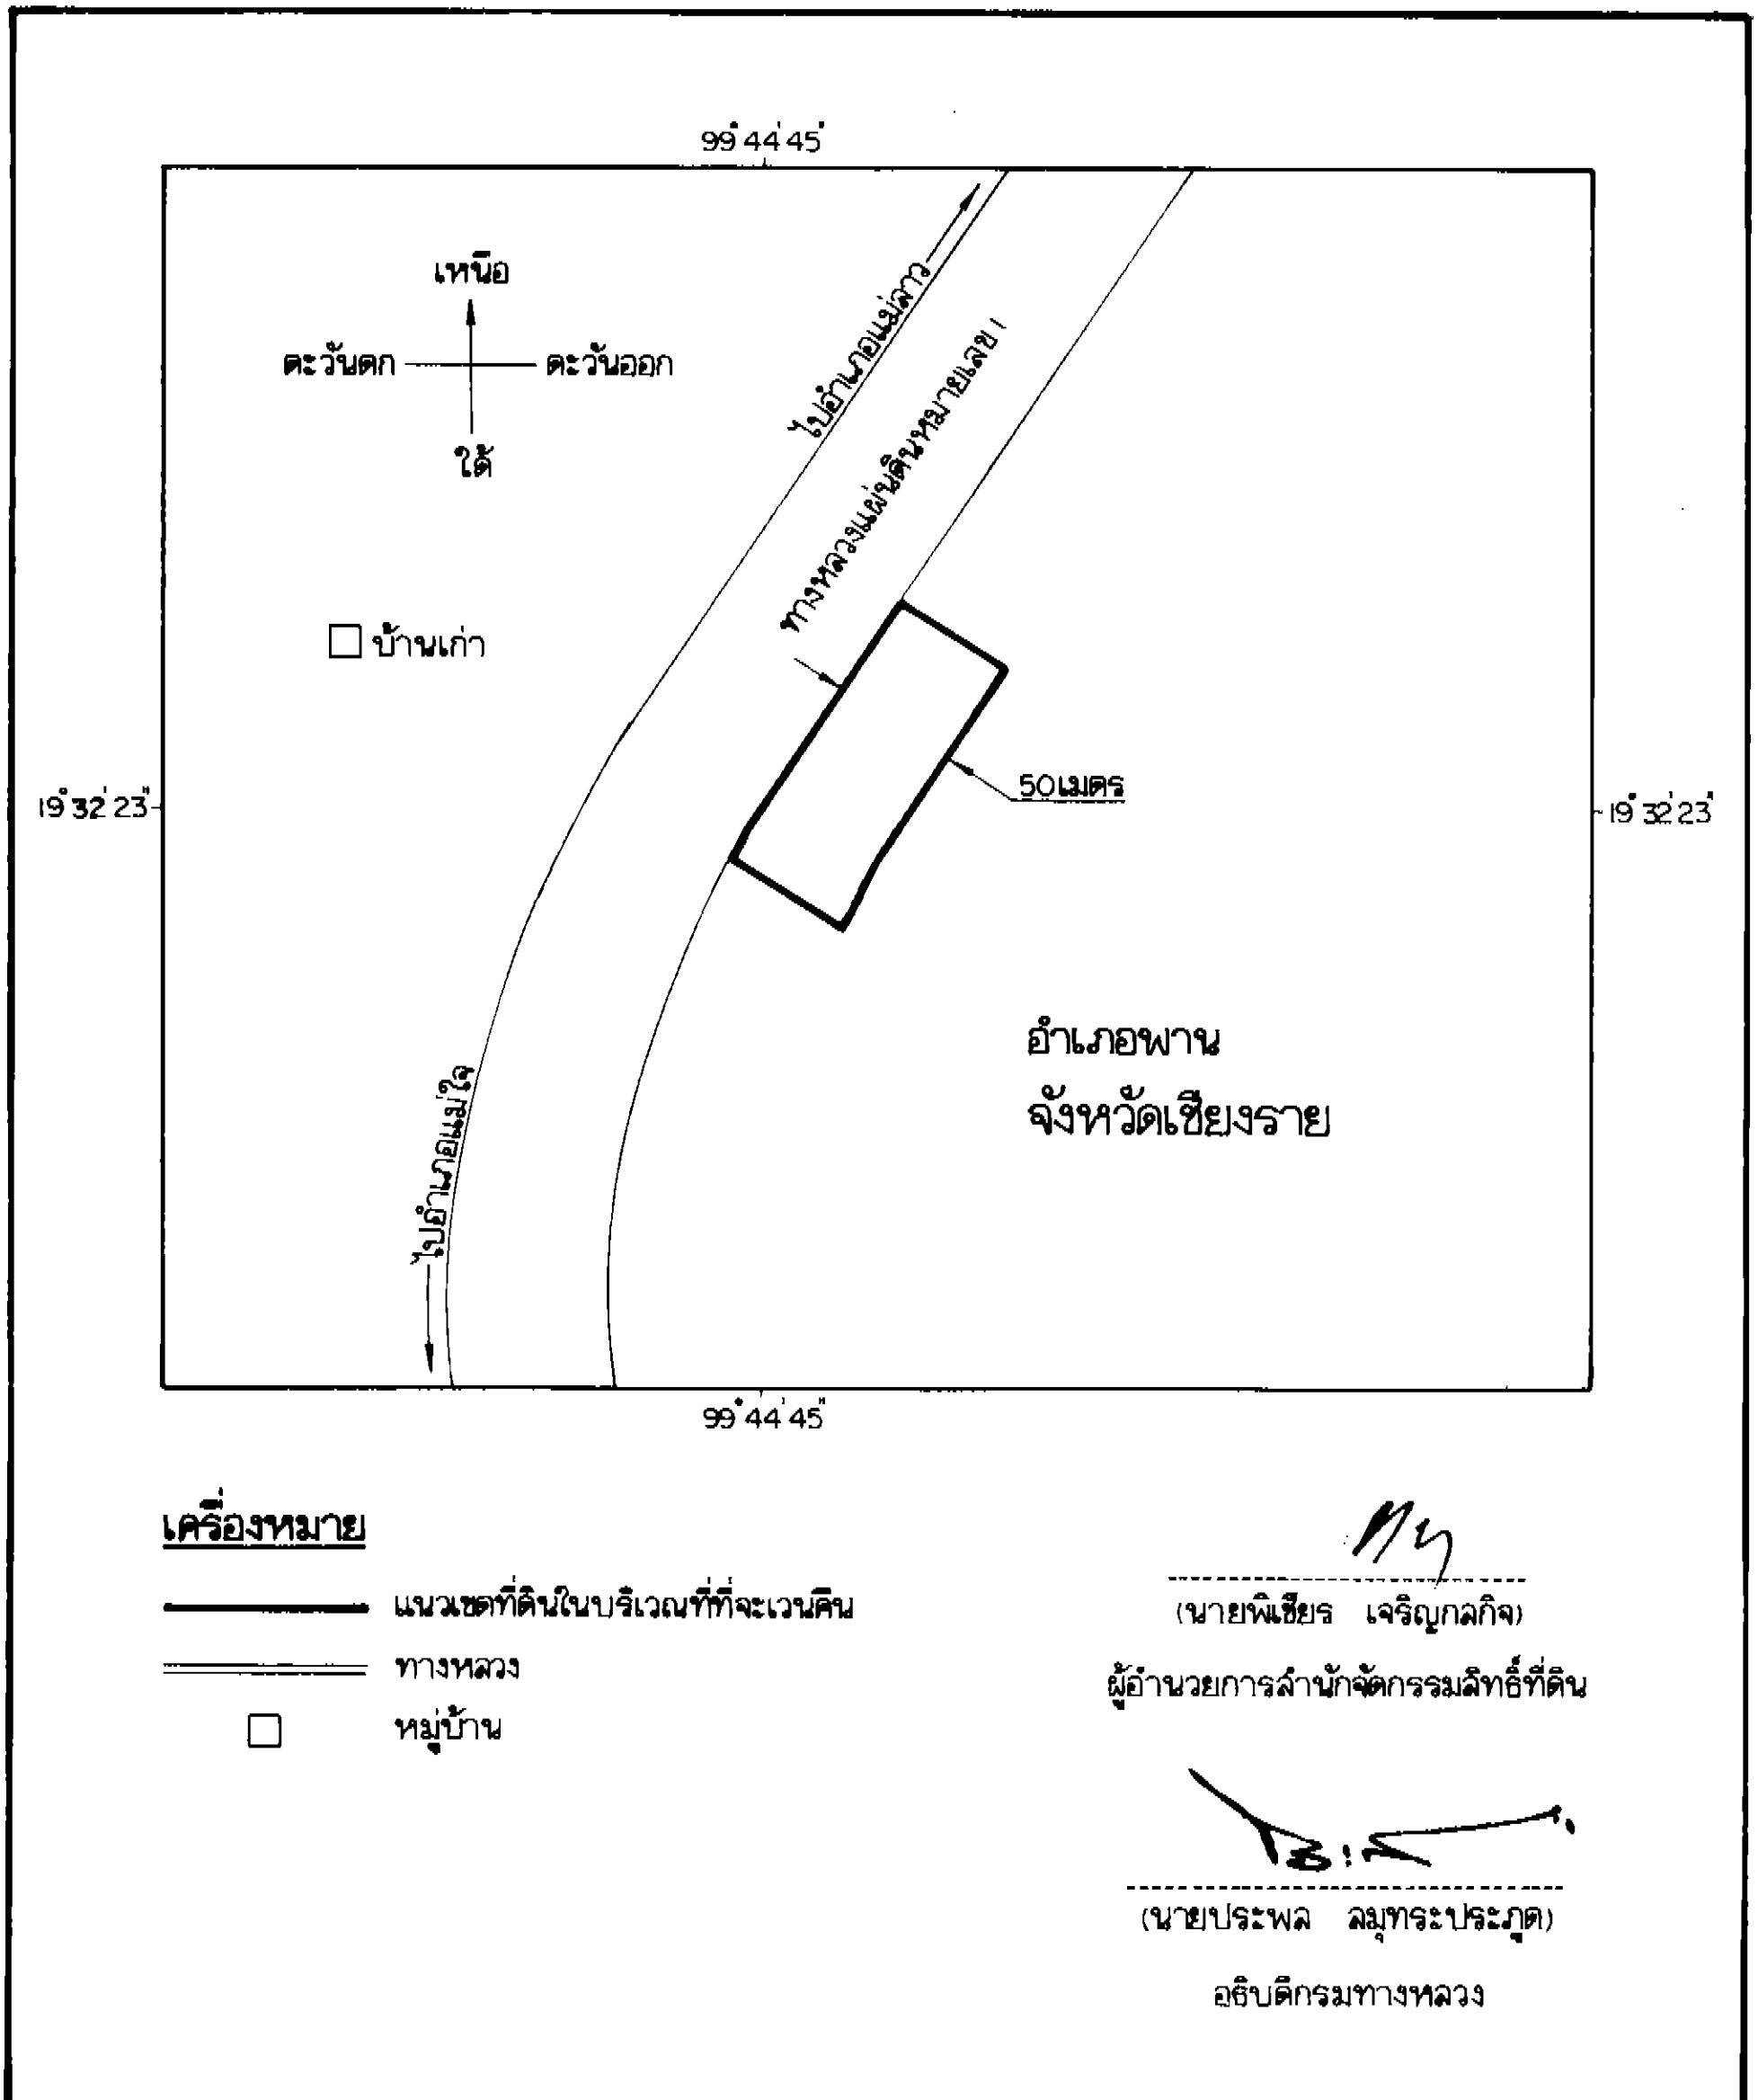 99°44'45"
เหนือ
ตะวันตก ตะวันออก
ใต้
ไปอำเภอแม่ลาว
ทางหลวงแผ่นดินหมายเลข 1
บ้านเก่า
50 เมตร
19°32'23" 19°32'23"
อำเภอพาน
จังหวัดเชียงราย
ไปอำเภอแม่ใจ
99°44'45"
เครื่องหมาย
แนวเขตที่ดินในบริเวณที่ที่จะเวนคืน
ทางหลวง
หมู่บ้าน
(นายพิเชียร เจริญกลกิจ)
ผู้อำนวยการสำนักจัดกรรมสิทธิ์ที่ดิน
(นายประพล สมุทระประภูต)
อธิบดีกรมทางหลวง